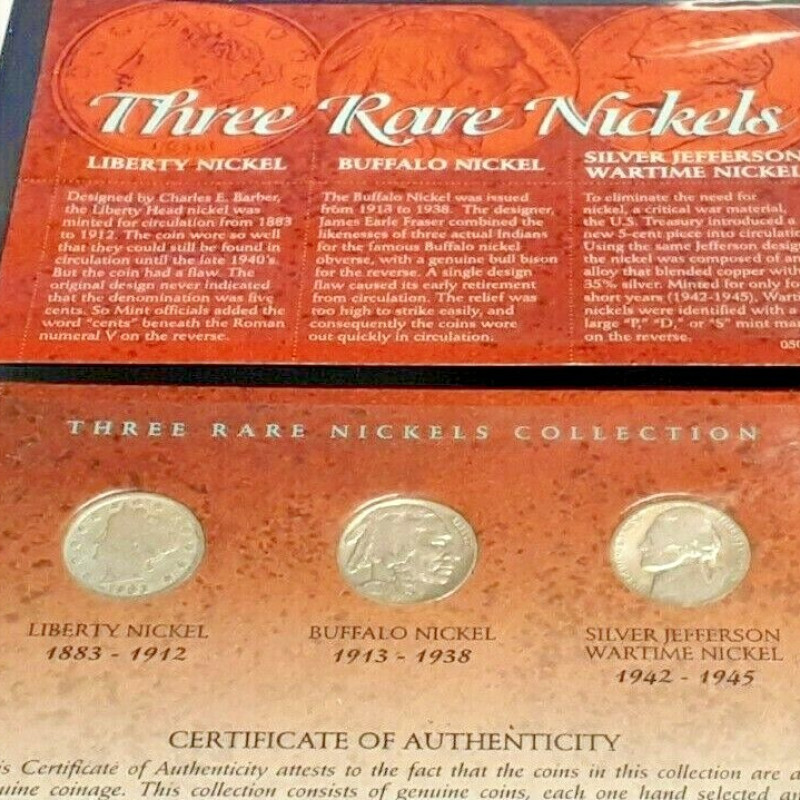 Three Rare Nickels
LIBERTY NICKEL
Designed by Charles E. Barber,
the Liberty Head nickel was
minted for circulation from 1883
to 1912. The coin wore so well
that they could still be found in
circulation until the late 1940's.
But the coin had a flaw. The
original design never indicated
that the denomination was five
cents. So Mint officials added the
word "cents" beneath the Roman
numeral V on the reverse.
BUFFALO NICKEL
The Buffalo Nickel was issued
from 1913 to 1938. The designer,
James Earle Fraser combined the
likenesses of three actual Indians
for the famous Buffalo nickel
obverse, with a genuine bull bison
for the reverse. A single design
flaw caused its early retirement
from circulation. The relief was
too high to strike easily, and
consequently the coins wore
out quickly in circulation.
SILVER JEFFERSON
WARTIME NICKEL
To eliminate the need for
nickel, a critical war material,
the U.S. Treasury introduced a
new 5-cent piece into circulatio
Using the same Jefferson desig
the nickel was composed of an
alloy that blended copper with
35% silver. Minted for only fo
short years (1942-1945), Wart
nickels were identified with a
large "P," "D," or "S" mint ma
on the reverse.
050
THREE RARE NICKELS COLLECTION
LIBERTY NICKEL
1883 - 1912
BUFFALO NICKEL
1913 - 1938
SILVER JEFFERSON
WARTIME NICKEL
1942 - 1945
CERTIFICATE OF AUTHENTICITY
is Certificate of Authenticity attests to the fact that the coins in this collection are a
uine coinage. This collection consists of genuine coins, each one hand selected an